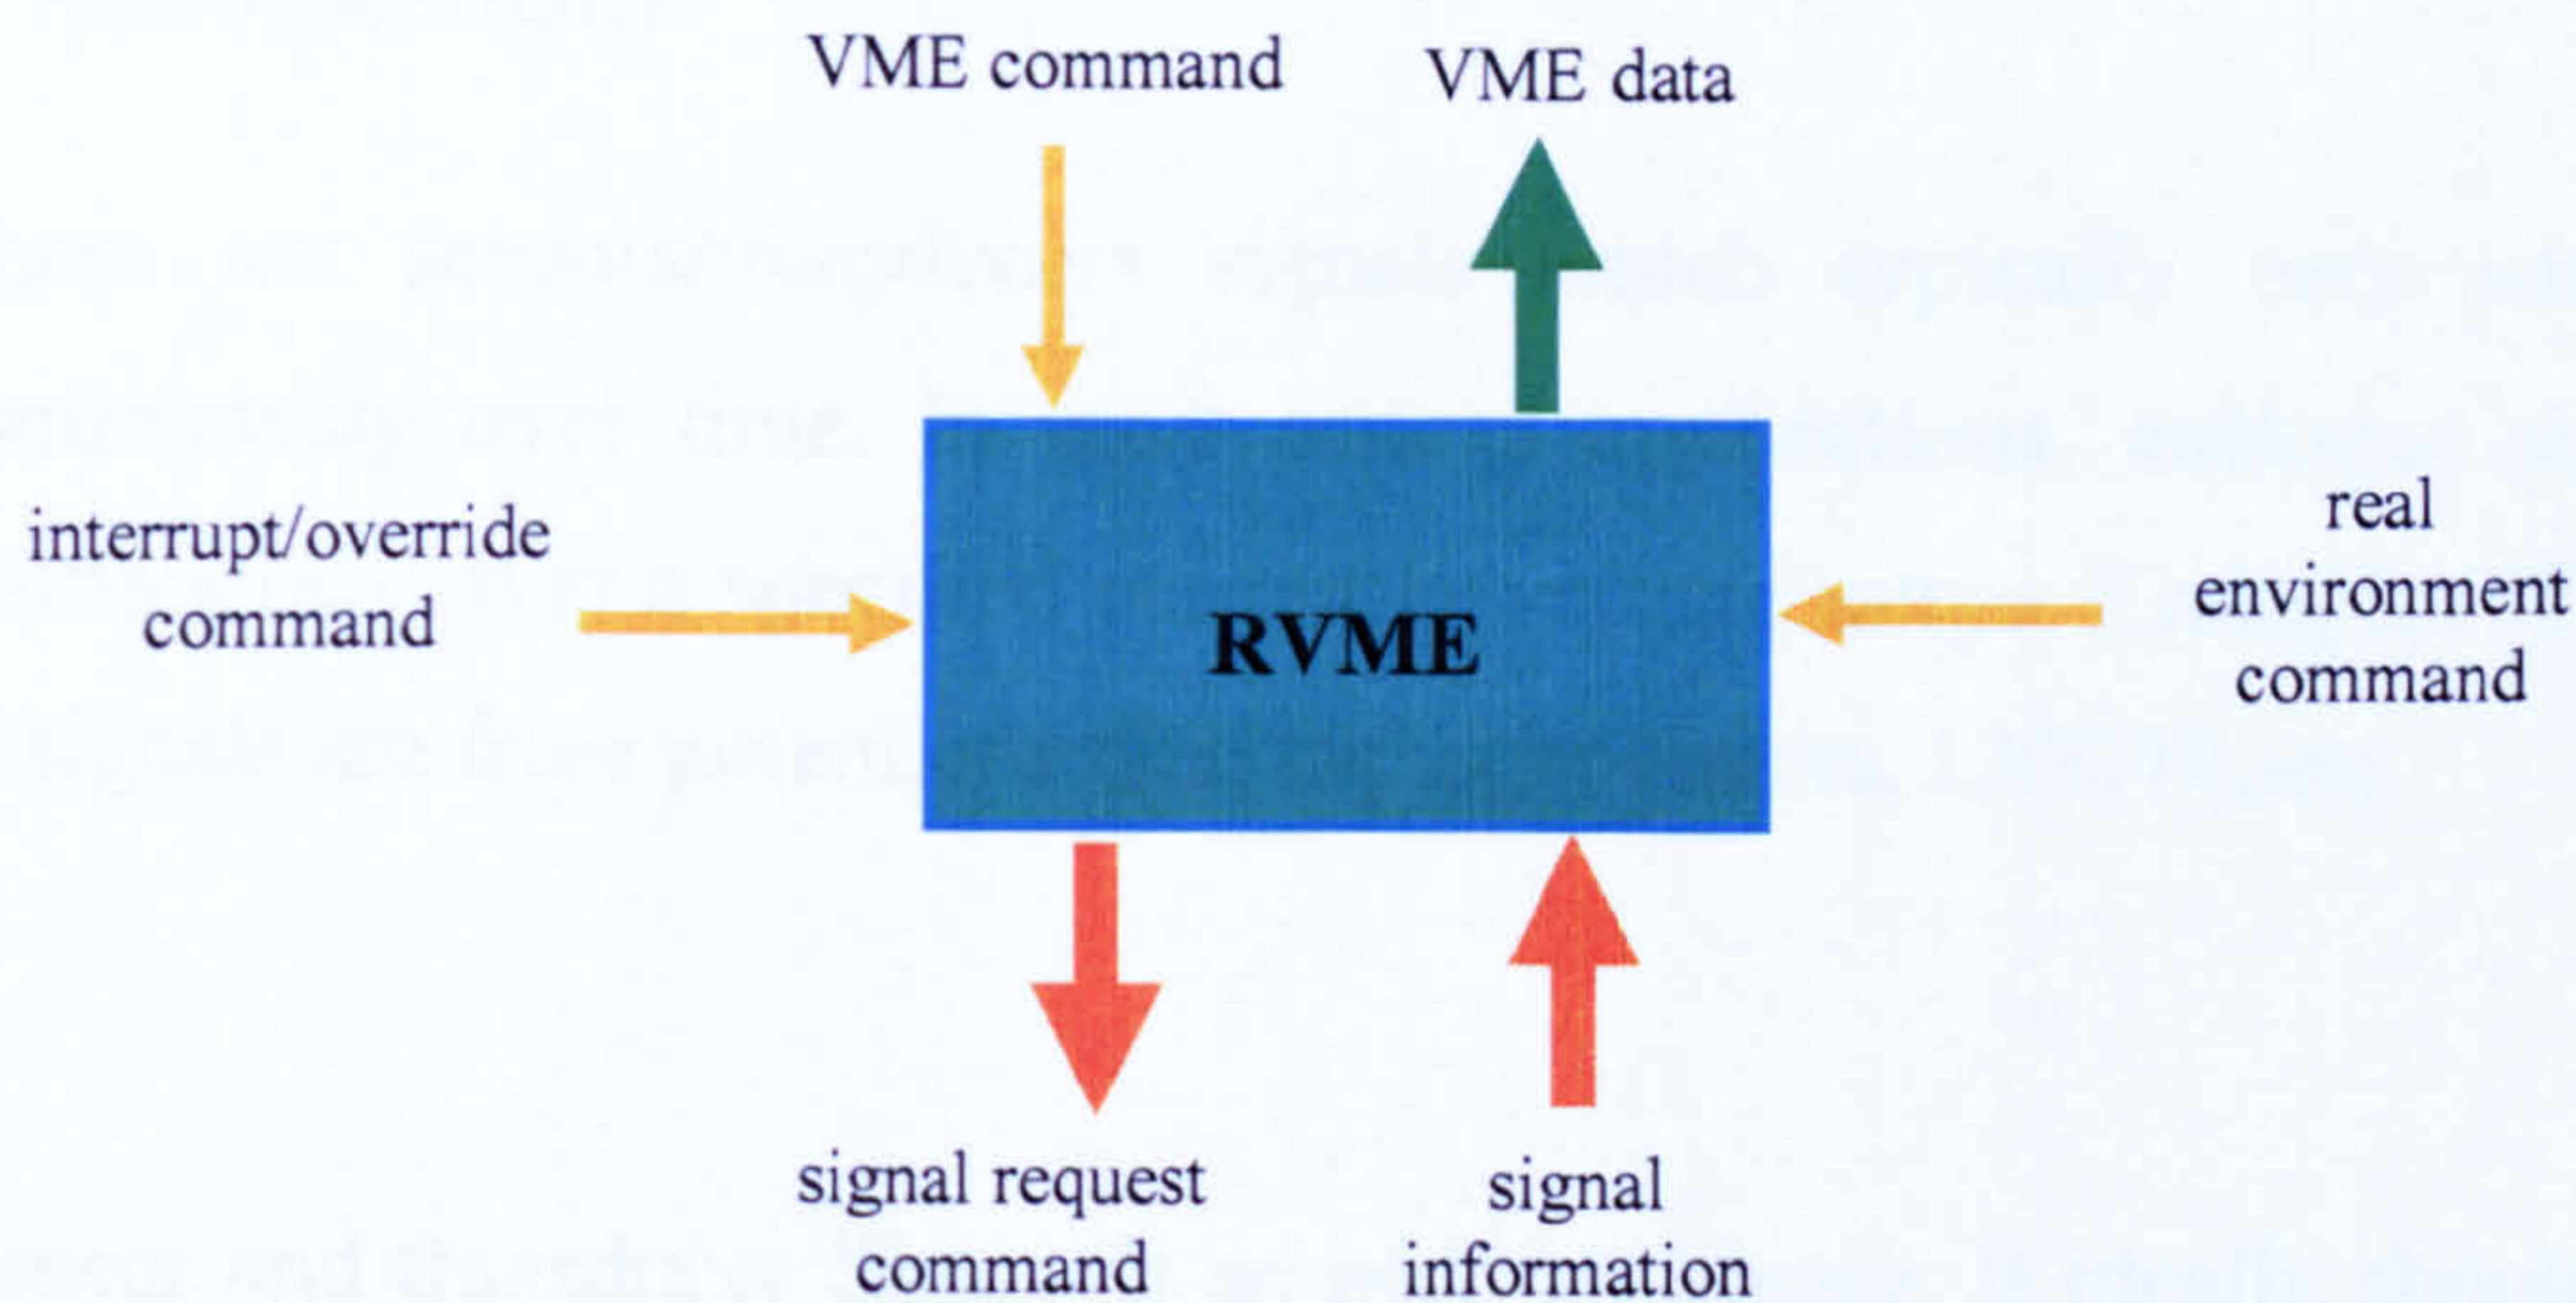 VME command
VME data
interrupt/override
command
real
environment
command
RVME
signal request
command
signal
information